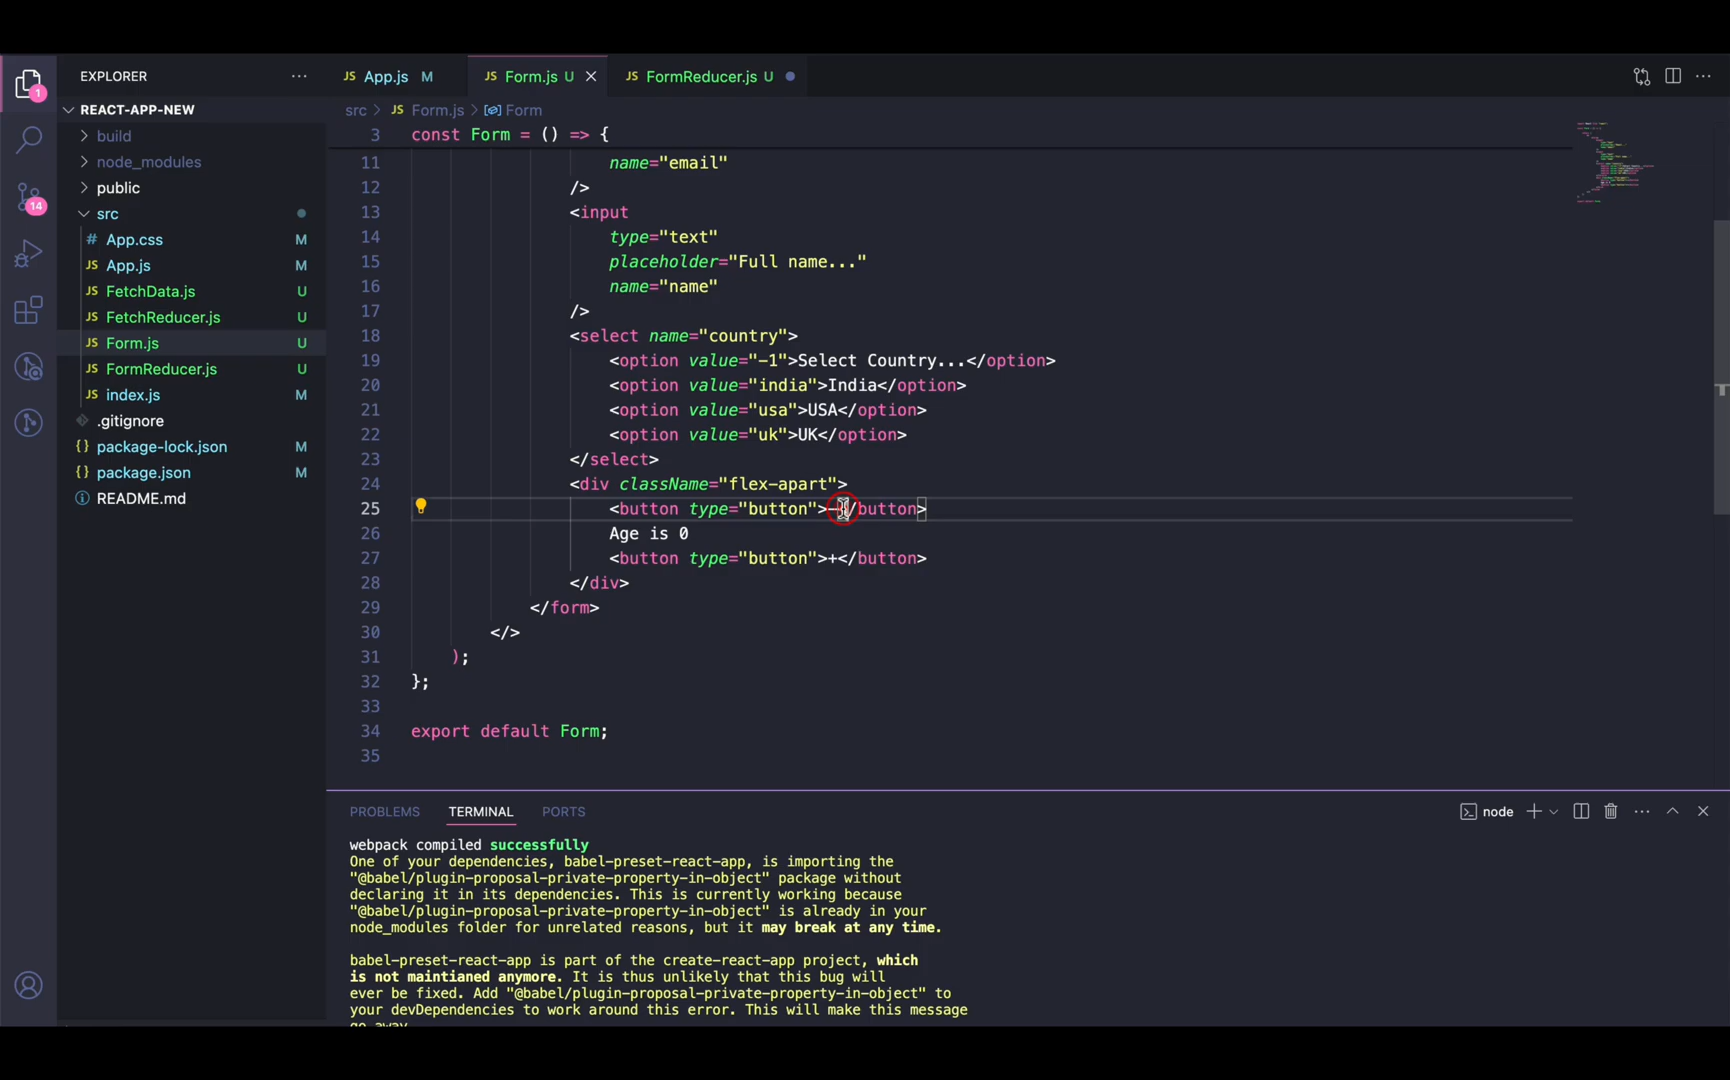 EXPLORER ...
JS App.js M
JS Form.js U
JS FormReducer.js U
REACT-APP-NEW
build
node_modules
public
src
# App.css M
JS App.js M
JS FetchData.js U
JS FetchReducer.js U
JS Form.js U
JS FormReducer.js U
JS index.js M
.gitignore
{} package-lock.json M
{} package.json M
README.md
1
14
src > JS Form.js > Form
3 const Form = () => {
11 name="email"
12 />
13 <input
14 type="text"
15 placeholder="Full name..."
16 name="name"
17 />
18 <select name="country">
19 <option value="-1">Select Country...</option>
20 <option value="india">India</option>
21 <option value="usa">USA</option>
22 <option value="uk">UK</option>
23 </select>
24 <div className="flex-apart">
25 <button type="button">-</button>
26 Age is 0
27 <button type="button">+</button>
28 </div>
29 </form>
30 </>
31 );
32 };
33
34 export default Form;
35
PROBLEMS TERMINAL PORTS
node
webpack compiled successfully
One of your dependencies, babel-preset-react-app, is importing the
"@babel/plugin-proposal-private-property-in-object" package without
declaring it in its dependencies. This is currently working because
"@babel/plugin-proposal-private-property-in-object" is already in your
node_modules folder for unrelated reasons, but it may break at any time.
babel-preset-react-app is part of the create-react-app project, which
is not maintianed anymore. It is thus unlikely that this bug will
ever be fixed. Add "@babel/plugin-proposal-private-property-in-object" to
your devDependencies to work around this error. This will make this message
go away.